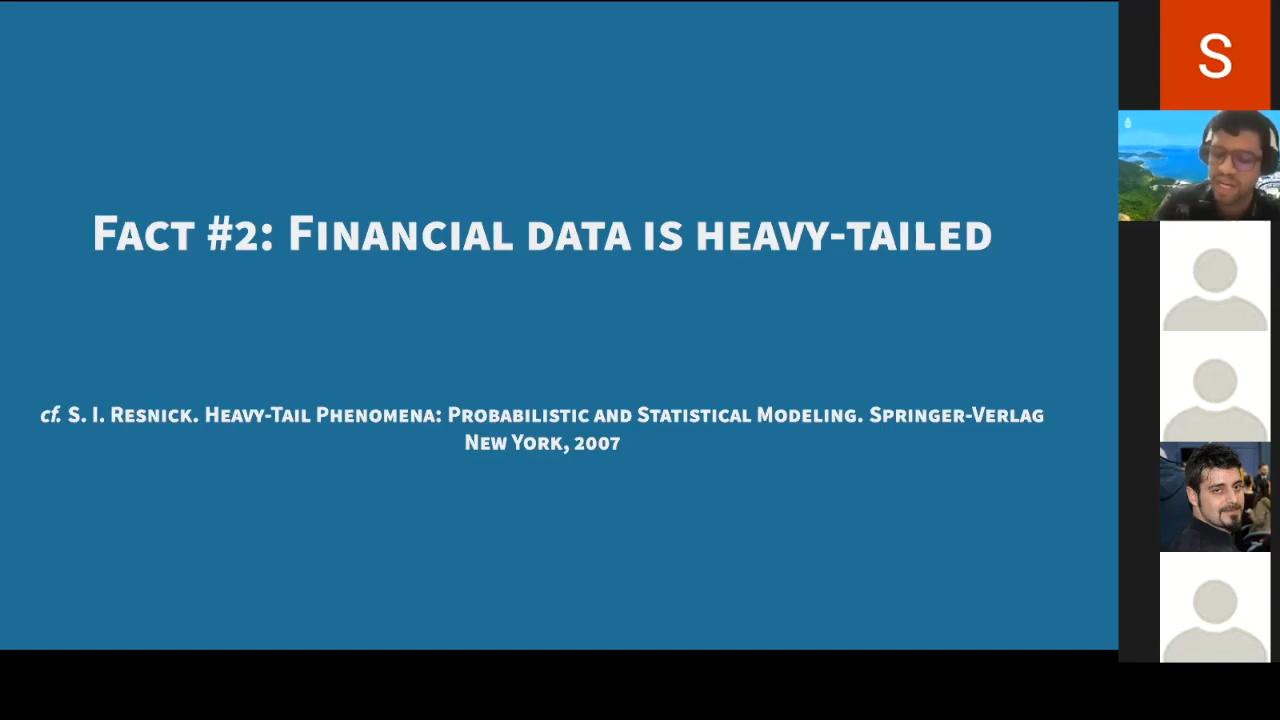 Fact #2: Financial data is heavy-tailed
cf. S. I. Resnick. Heavy-Tail Phenomena: Probabilistic and Statistical Modeling. Springer-Verlag
New York, 2007
S